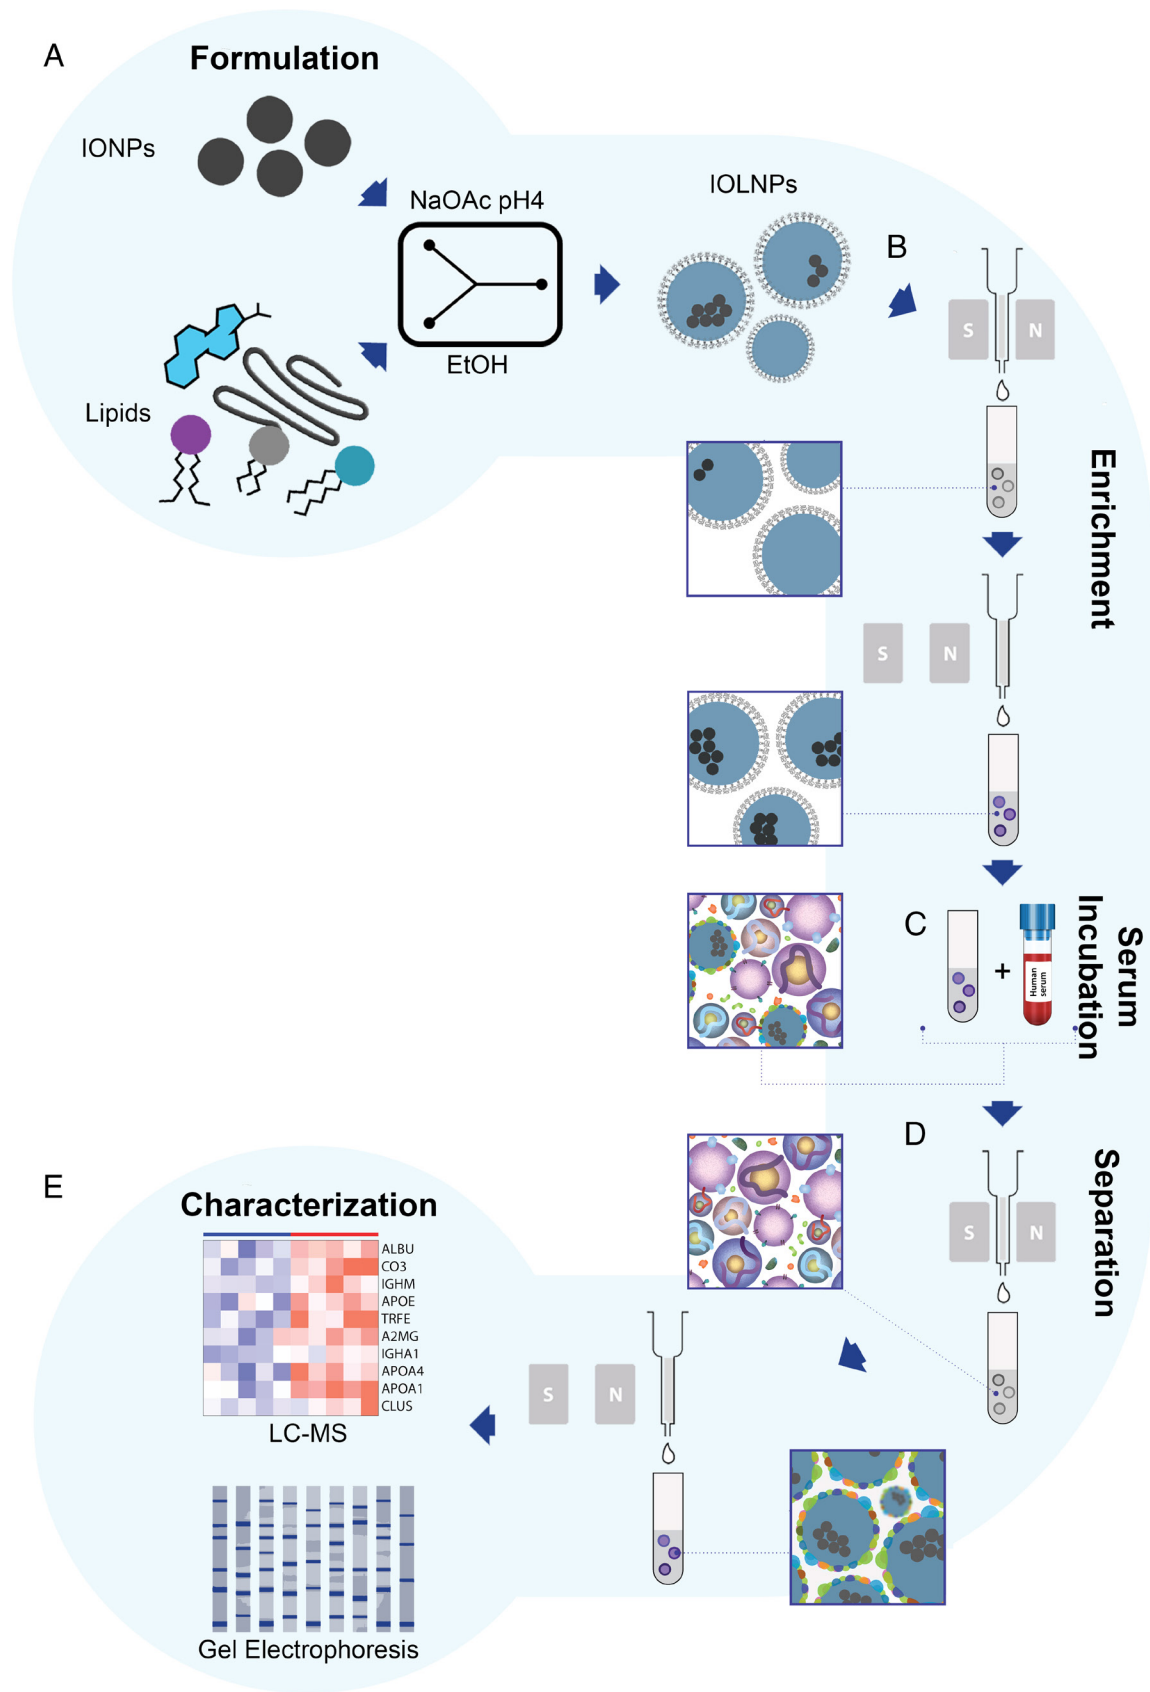 A
Formulation
IONPs
NaOAc pH4
EtOH
Lipids
IOLNPs
B
S
N
Enrichment
S
N
C
+
Human
serum
Serum
Incubation
D
S
N
Separation
E
Characterization
ALBU
CO3
IGHM
APOE
TRFE
A2MG
IGHA1
APOA4
APOA1
CLUS
LC-MS
S
N
Gel Electrophoresis